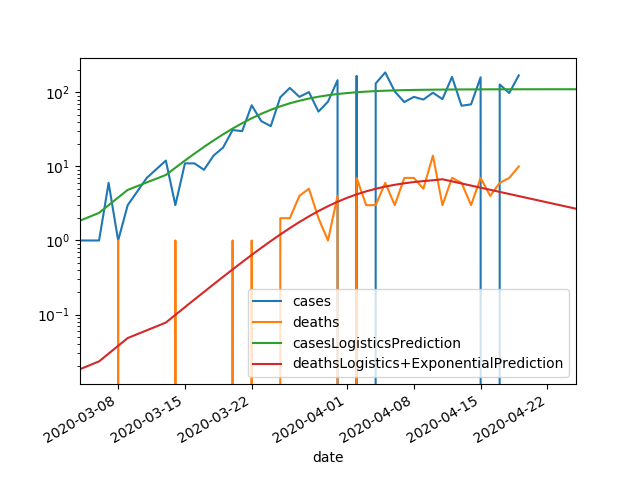 10²
10¹
10⁰
10⁻¹
cases
deaths
casesLogisticsPrediction
deathsLogistics+ExponentialPrediction
2020-03-08
2020-03-15
2020-03-22
2020-04-01
2020-04-08
2020-04-15
2020-04-22
date